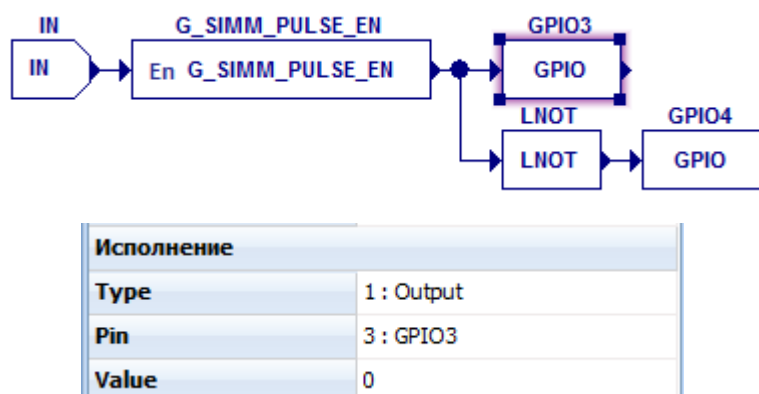 IN G_SIMM_PULSE_EN GPIO3
IN En G_SIMM_PULSE_EN GPIO
LNOT GPIO4
LNOT GPIO
Исполнение
Type 1 : Output
Pin 3 : GPIO3
Value 0